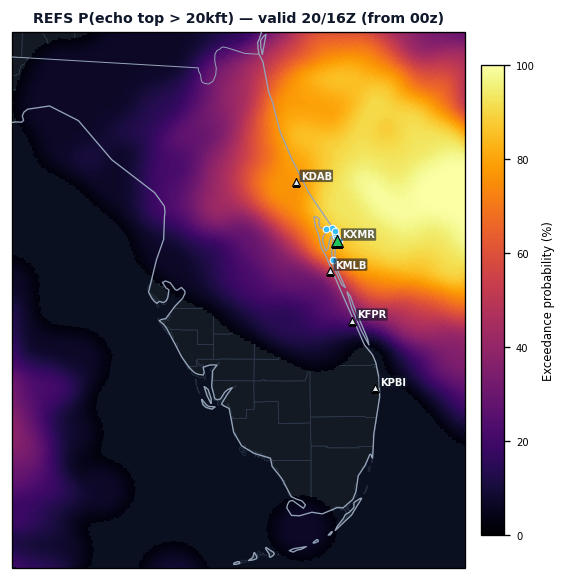 REFS P(echo top > 20kft) — valid 20/16Z (from 00z)
100
80
60
40
20
0
Exceedance probability (%)
KDAB
KXMR
KMLB
KFPR
KPBI